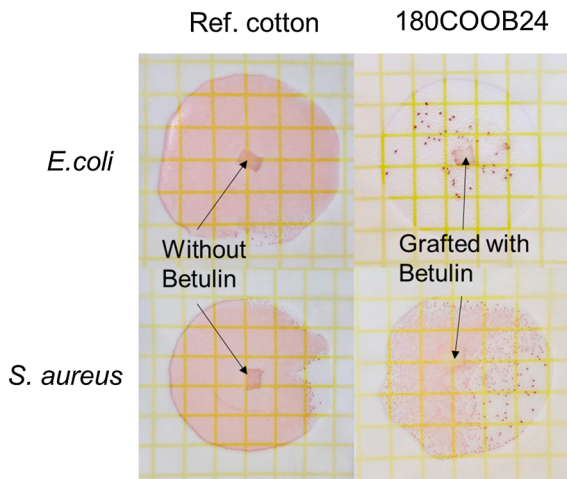 Ref. cotton
180COOB24
E.coli
Without
Betulin
Grafted with
Betulin
S. aureus